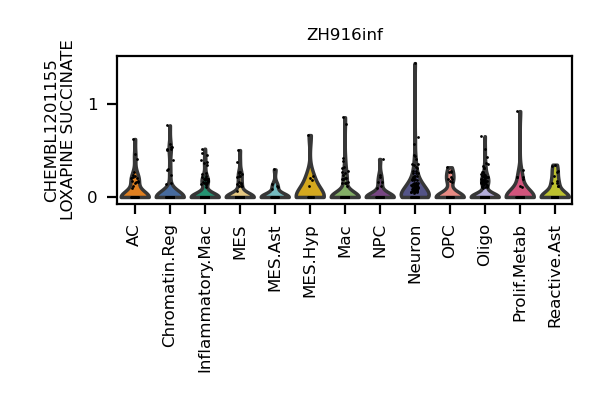 ZH916inf
CHEMBL1201155
LOXAPINE SUCCINATE
1
0
AC
Chromatin.Reg
Inflammatory.Mac
MES
MES.Ast
MES.Hyp
Mac
NPC
Neuron
OPC
Oligo
Prolif.Metab
Reactive.Ast